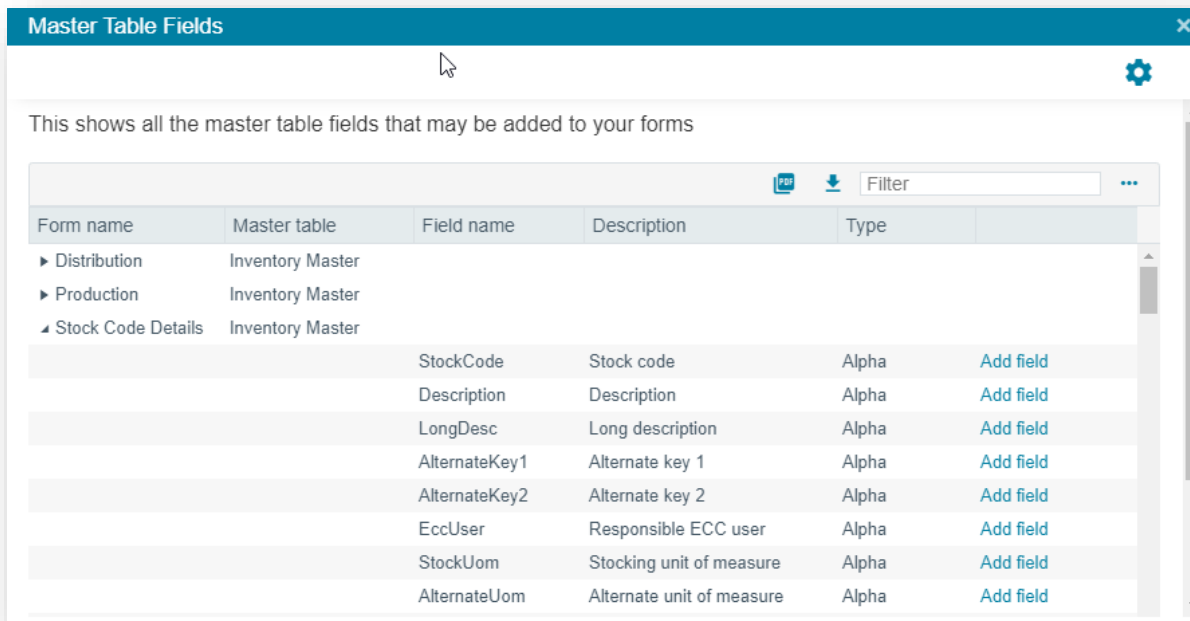 Master Table Fields
This shows all the master table fields that may be added to your forms
PDF Filter
Form name Master table Field name Description Type
Distribution Inventory Master
Production Inventory Master
Stock Code Details Inventory Master
StockCode Stock code Alpha Add field
Description Description Alpha Add field
LongDesc Long description Alpha Add field
AlternateKey1 Alternate key 1 Alpha Add field
AlternateKey2 Alternate key 2 Alpha Add field
EccUser Responsible ECC user Alpha Add field
StockUom Stocking unit of measure Alpha Add field
AlternateUom Alternate unit of measure Alpha Add field